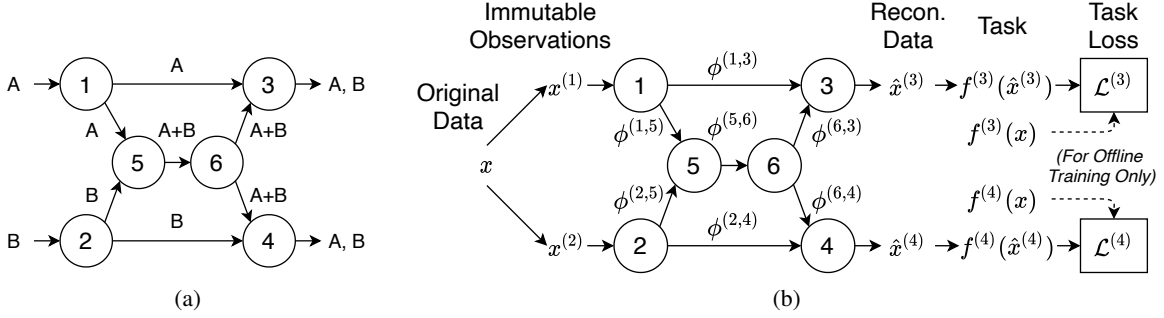 A
1
A
3
A, B
A
A+B
A+B
5
6
B
A+B
B
2
B
4
A, B
(a)
Immutable
Observations
Recon.
Data
Task
Task
Loss
Original
Data
x
x^(1)
1
ϕ^(1,3)
3
x̂^(3)
f^(3)(x̂^(3))
ℒ^(3)
ϕ^(1,5)
ϕ^(5,6)
ϕ^(6,3)
f^(3)(x)
5
6
(For Offline
Training Only)
ϕ^(2,5)
ϕ^(6,4)
f^(4)(x)
x^(2)
2
ϕ^(2,4)
4
x̂^(4)
f^(4)(x̂^(4))
ℒ^(4)
(b)